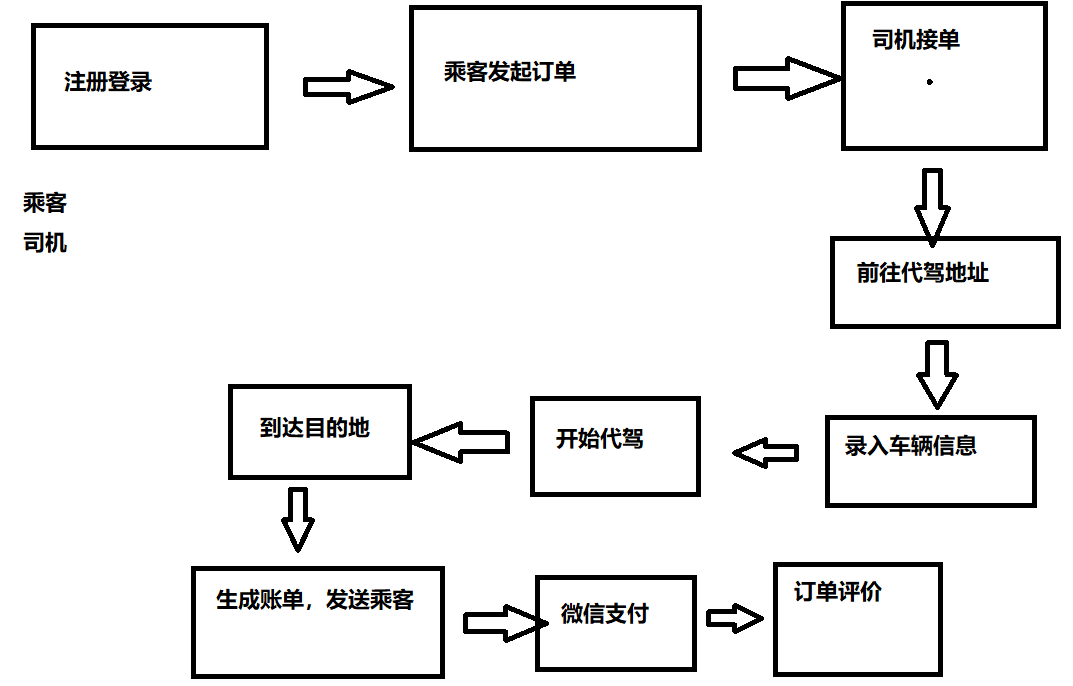 注册登录
乘客发起订单
司机接单
乘客
司机
前往代驾地址
录入车辆信息
开始代驾
到达目的地
生成账单，发送乘客
微信支付
订单评价